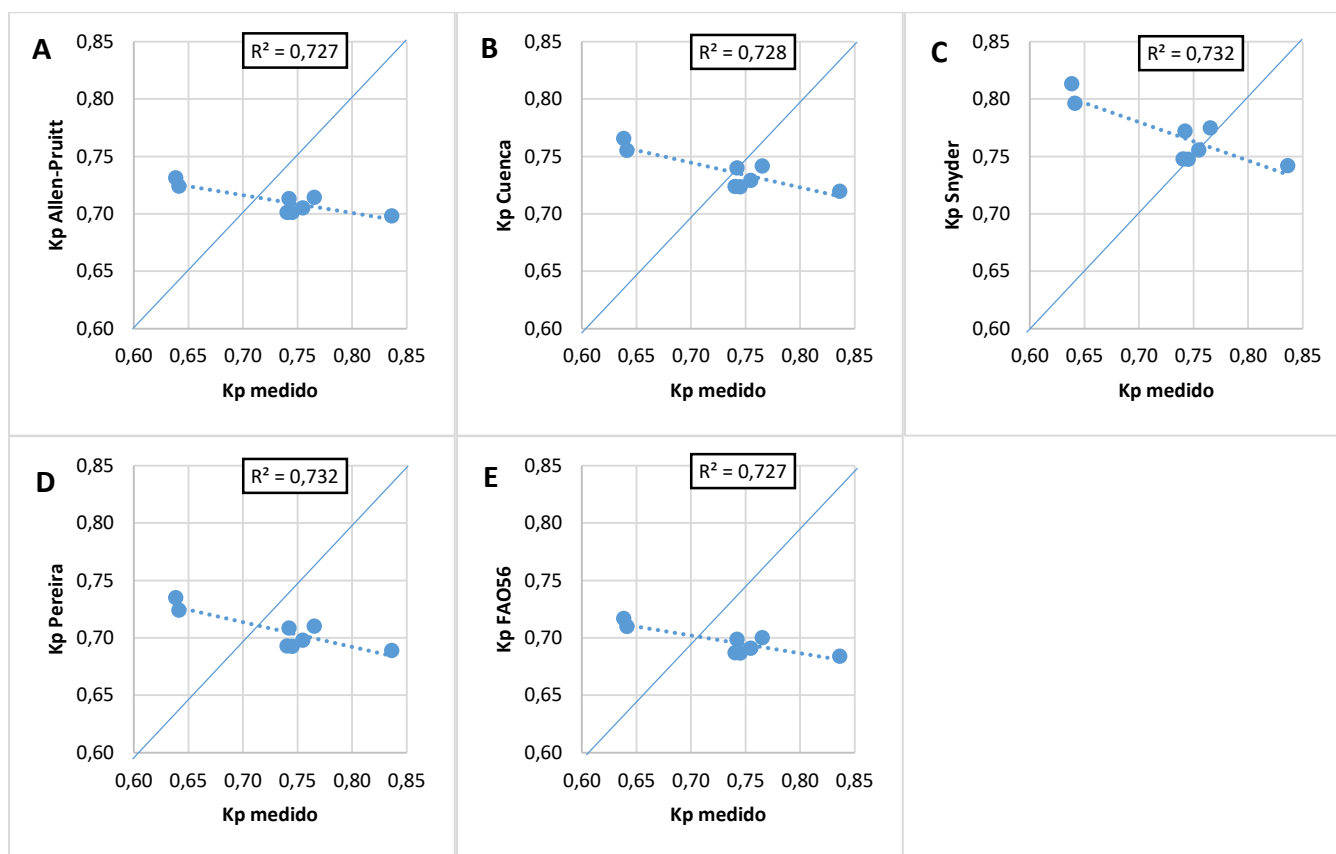 A
R² = 0,727
Kp Allen-Pruitt
0,85
0,80
0,75
0,70
0,65
0,60
0,60 0,65 0,70 0,75 0,80 0,85
Kp medido
B
R² = 0,728
Kp Cuenca
0,85
0,80
0,75
0,70
0,65
0,60
0,60 0,65 0,70 0,75 0,80 0,85
Kp medido
C
R² = 0,732
Kp Snyder
0,85
0,80
0,75
0,70
0,65
0,60
0,60 0,65 0,70 0,75 0,80 0,85
Kp medido
D
R² = 0,732
Kp Pereira
0,85
0,80
0,75
0,70
0,65
0,60
0,60 0,65 0,70 0,75 0,80 0,85
Kp medido
E
R² = 0,727
Kp FAO56
0,85
0,80
0,75
0,70
0,65
0,60
0,60 0,65 0,70 0,75 0,80 0,85
Kp medido